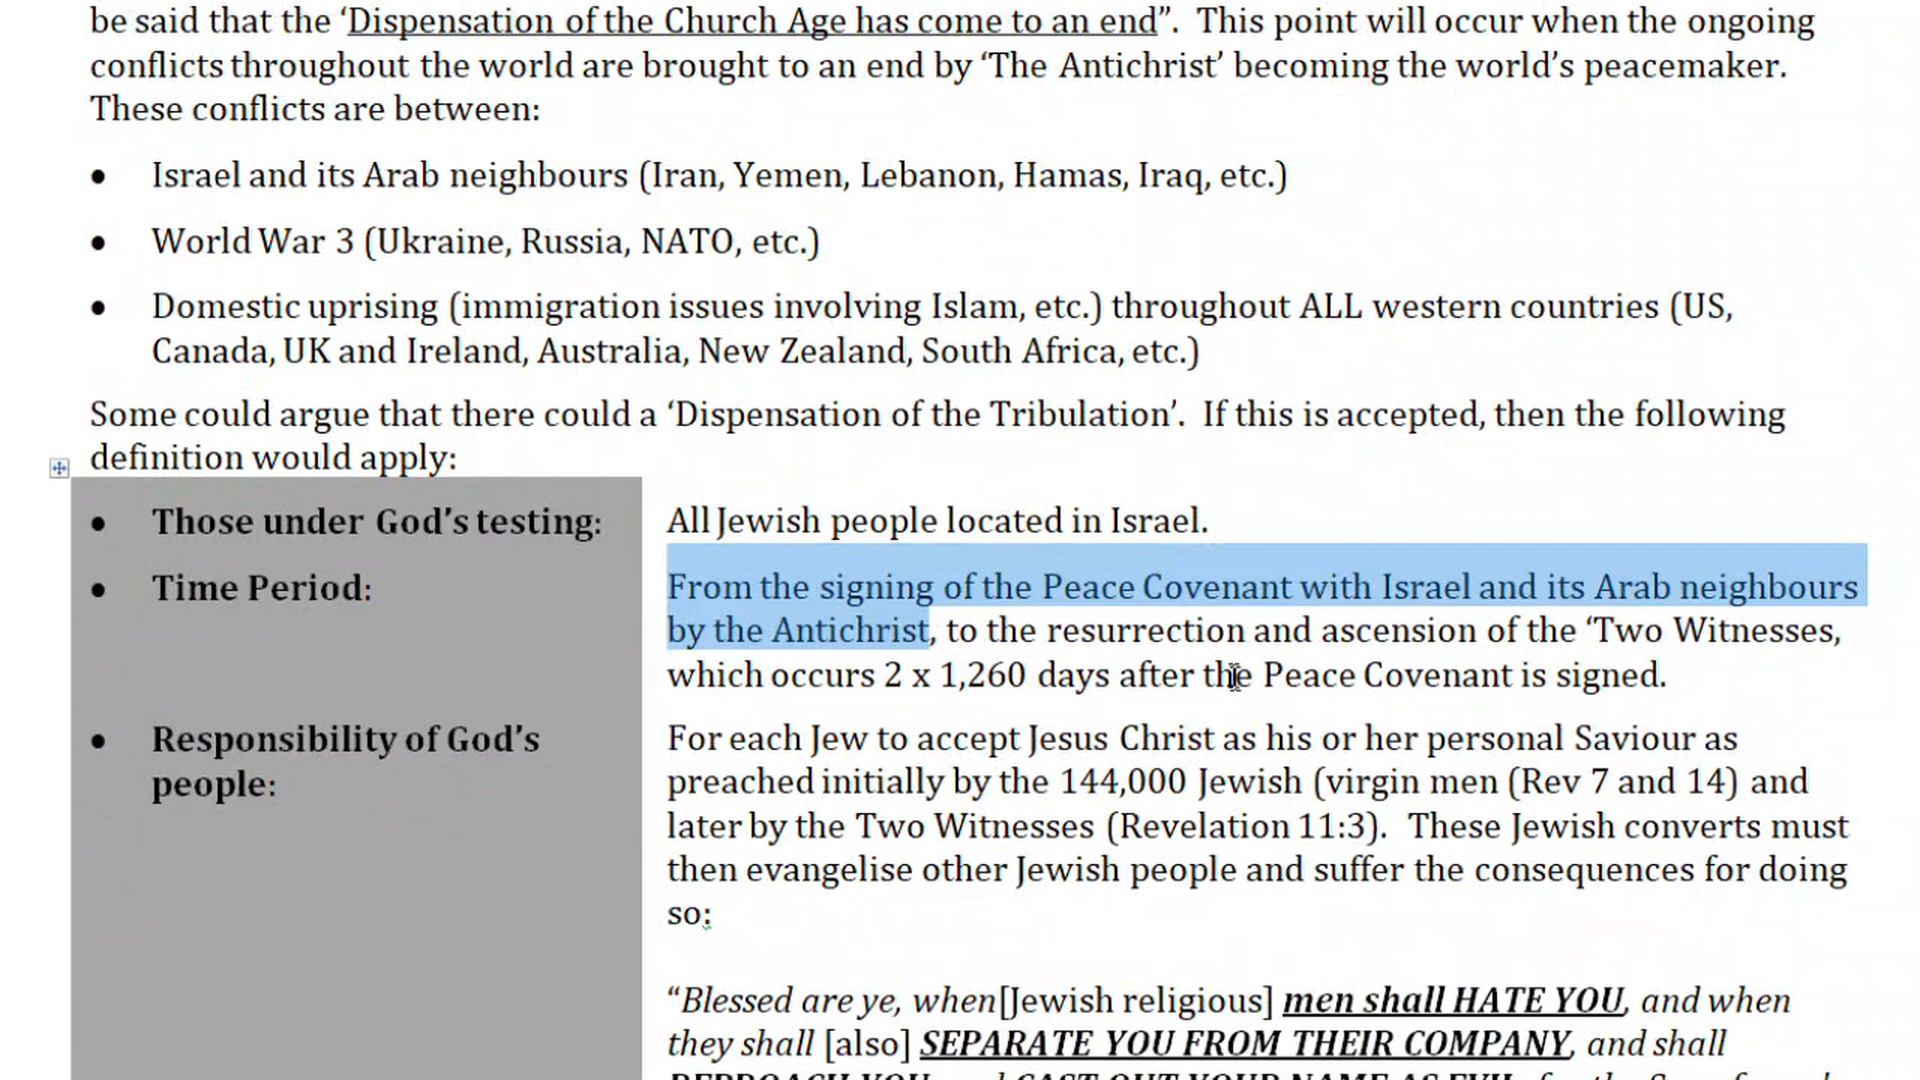 be said that the ‘Dispensation of the Church Age has come to an end”.  This point will occur when the ongoing
conflicts throughout the world are brought to an end by ‘The Antichrist’ becoming the world’s peacemaker.
These conflicts are between:
• Israel and its Arab neighbours (Iran, Yemen, Lebanon, Hamas, Iraq, etc.)
• World War 3 (Ukraine, Russia, NATO, etc.)
• Domestic uprising (immigration issues involving Islam, etc.) throughout ALL western countries (US,
Canada, UK and Ireland, Australia, New Zealand, South Africa, etc.)
Some could argue that there could a ‘Dispensation of the Tribulation’.  If this is accepted, then the following
definition would apply:
• Those under God’s testing: All Jewish people located in Israel.
• Time Period: From the signing of the Peace Covenant with Israel and its Arab neighbours
by the Antichrist, to the resurrection and ascension of the ‘Two Witnesses,
which occurs 2 x 1,260 days after the Peace Covenant is signed.
• Responsibility of God’s For each Jew to accept Jesus Christ as his or her personal Saviour as
people: preached initially by the 144,000 Jewish (virgin men (Rev 7 and 14) and
later by the Two Witnesses (Revelation 11:3).  These Jewish converts must
then evangelise other Jewish people and suffer the consequences for doing
so:
“Blessed are ye, when[Jewish religious] men shall HATE YOU, and when
they shall [also] SEPARATE YOU FROM THEIR COMPANY, and shall